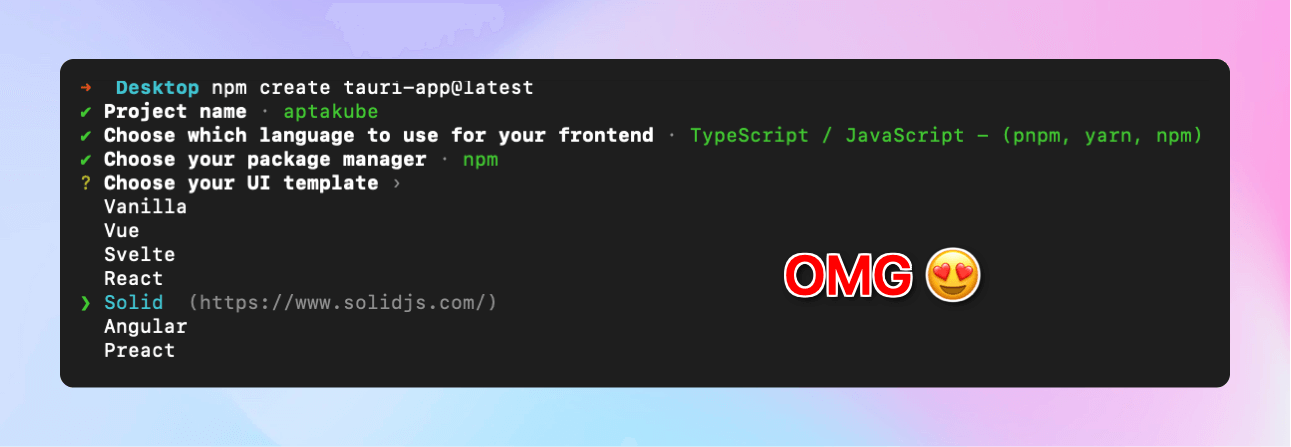 ➜ Desktop npm create tauri-app@latest
✔ Project name · aptakube
✔ Choose which language to use for your frontend · TypeScript / JavaScript – (pnpm, yarn, npm)
✔ Choose your package manager · npm
? Choose your UI template ›
Vanilla
Vue
Svelte
React
❯ Solid (https://www.solidjs.com/)
Angular
Preact
OMG 😍